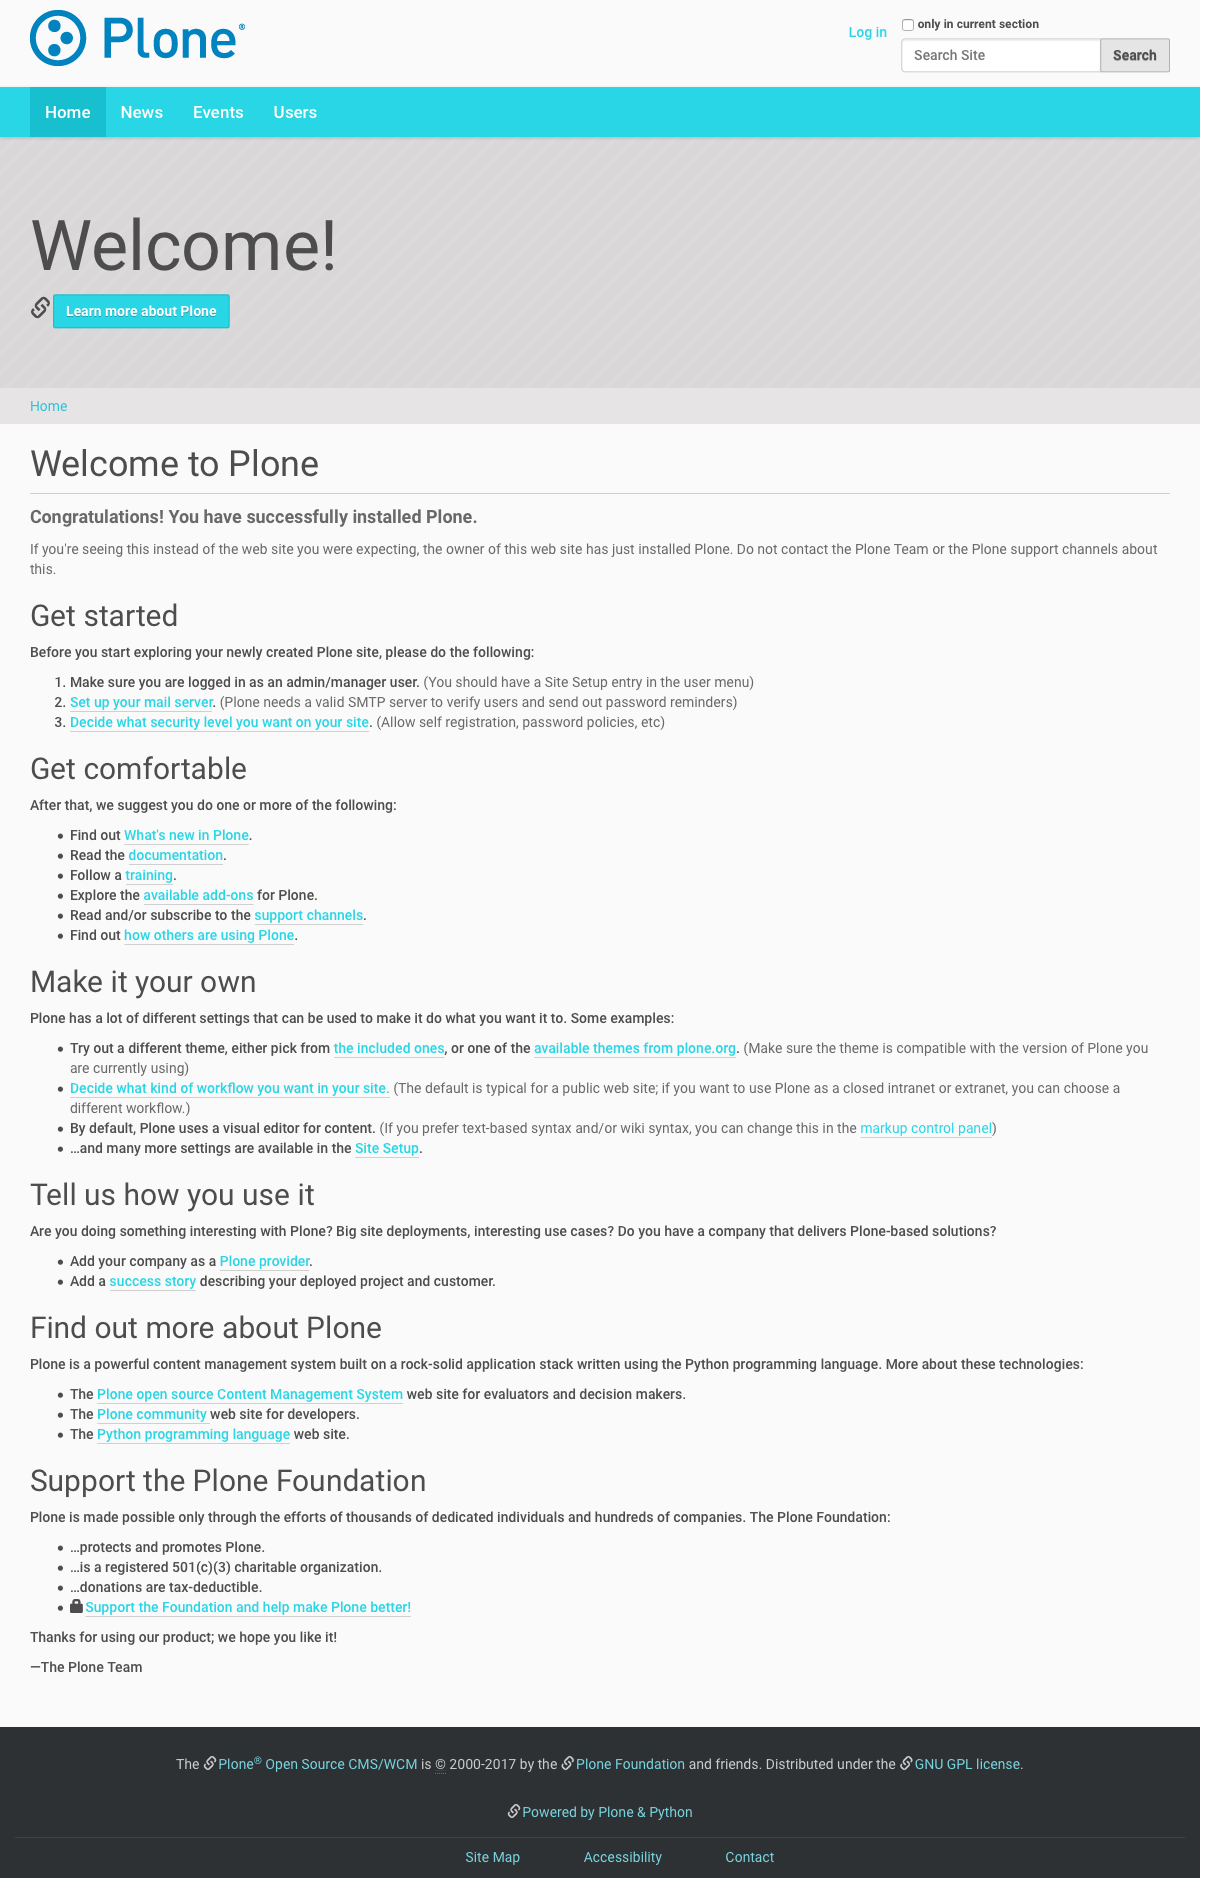 Plone®
Log in
only in current section
Search Site
Search
Home
News
Events
Users
Welcome!
Learn more about Plone
Home
Welcome to Plone
Congratulations! You have successfully installed Plone.
If you're seeing this instead of the web site you were expecting, the owner of this web site has just installed Plone. Do not contact the Plone Team or the Plone support channels about
this.
Get started
Before you start exploring your newly created Plone site, please do the following:
1. Make sure you are logged in as an admin/manager user. (You should have a Site Setup entry in the user menu)
2. Set up your mail server. (Plone needs a valid SMTP server to verify users and send out password reminders)
3. Decide what security level you want on your site. (Allow self registration, password policies, etc)
Get comfortable
After that, we suggest you do one or more of the following:
• Find out What's new in Plone.
• Read the documentation.
• Follow a training.
• Explore the available add-ons for Plone.
• Read and/or subscribe to the support channels.
• Find out how others are using Plone.
Make it your own
Plone has a lot of different settings that can be used to make it do what you want it to. Some examples:
• Try out a different theme, either pick from the included ones, or one of the available themes from plone.org. (Make sure the theme is compatible with the version of Plone you
are currently using)
• Decide what kind of workflow you want in your site. (The default is typical for a public web site; if you want to use Plone as a closed intranet or extranet, you can choose a
different workflow.)
• By default, Plone uses a visual editor for content. (If you prefer text-based syntax and/or wiki syntax, you can change this in the markup control panel)
• …and many more settings are available in the Site Setup.
Tell us how you use it
Are you doing something interesting with Plone? Big site deployments, interesting use cases? Do you have a company that delivers Plone-based solutions?
• Add your company as a Plone provider.
• Add a success story describing your deployed project and customer.
Find out more about Plone
Plone is a powerful content management system built on a rock-solid application stack written using the Python programming language. More about these technologies:
• The Plone open source Content Management System web site for evaluators and decision makers.
• The Plone community web site for developers.
• The Python programming language web site.
Support the Plone Foundation
Plone is made possible only through the efforts of thousands of dedicated individuals and hundreds of companies. The Plone Foundation:
• …protects and promotes Plone.
• …is a registered 501(c)(3) charitable organization.
• …donations are tax-deductible.
• Support the Foundation and help make Plone better!
Thanks for using our product; we hope you like it!
—The Plone Team
The Plone® Open Source CMS/WCM is © 2000-2017 by the Plone Foundation and friends. Distributed under the GNU GPL license.
Powered by Plone & Python
Site Map
Accessibility
Contact